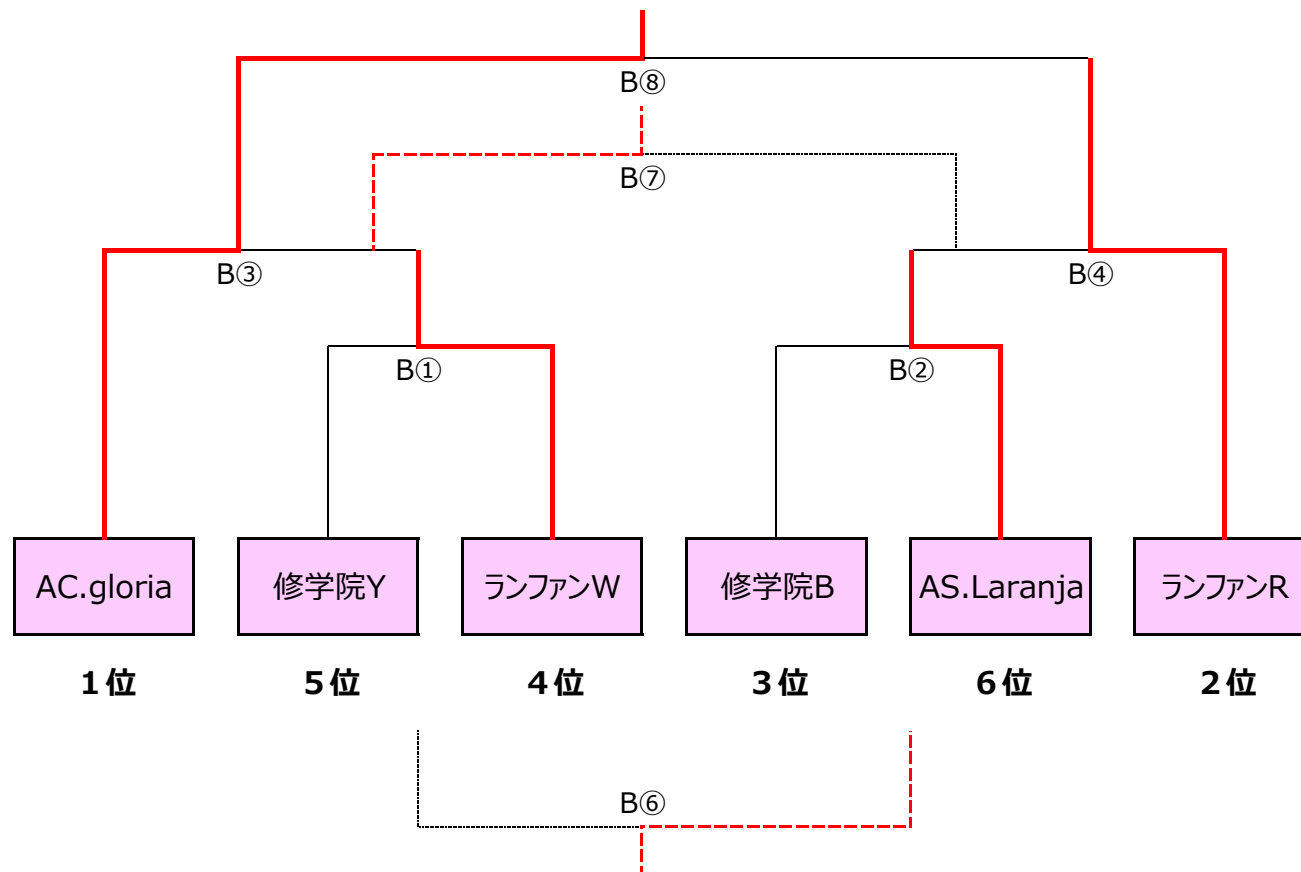 B⑧
B⑦
B③
B④
B①
B②
AC.gloria
修学院Y
ランファンW
修学院B
AS.Laranja
ランファンR
1位
5位
4位
3位
6位
2位
B⑥